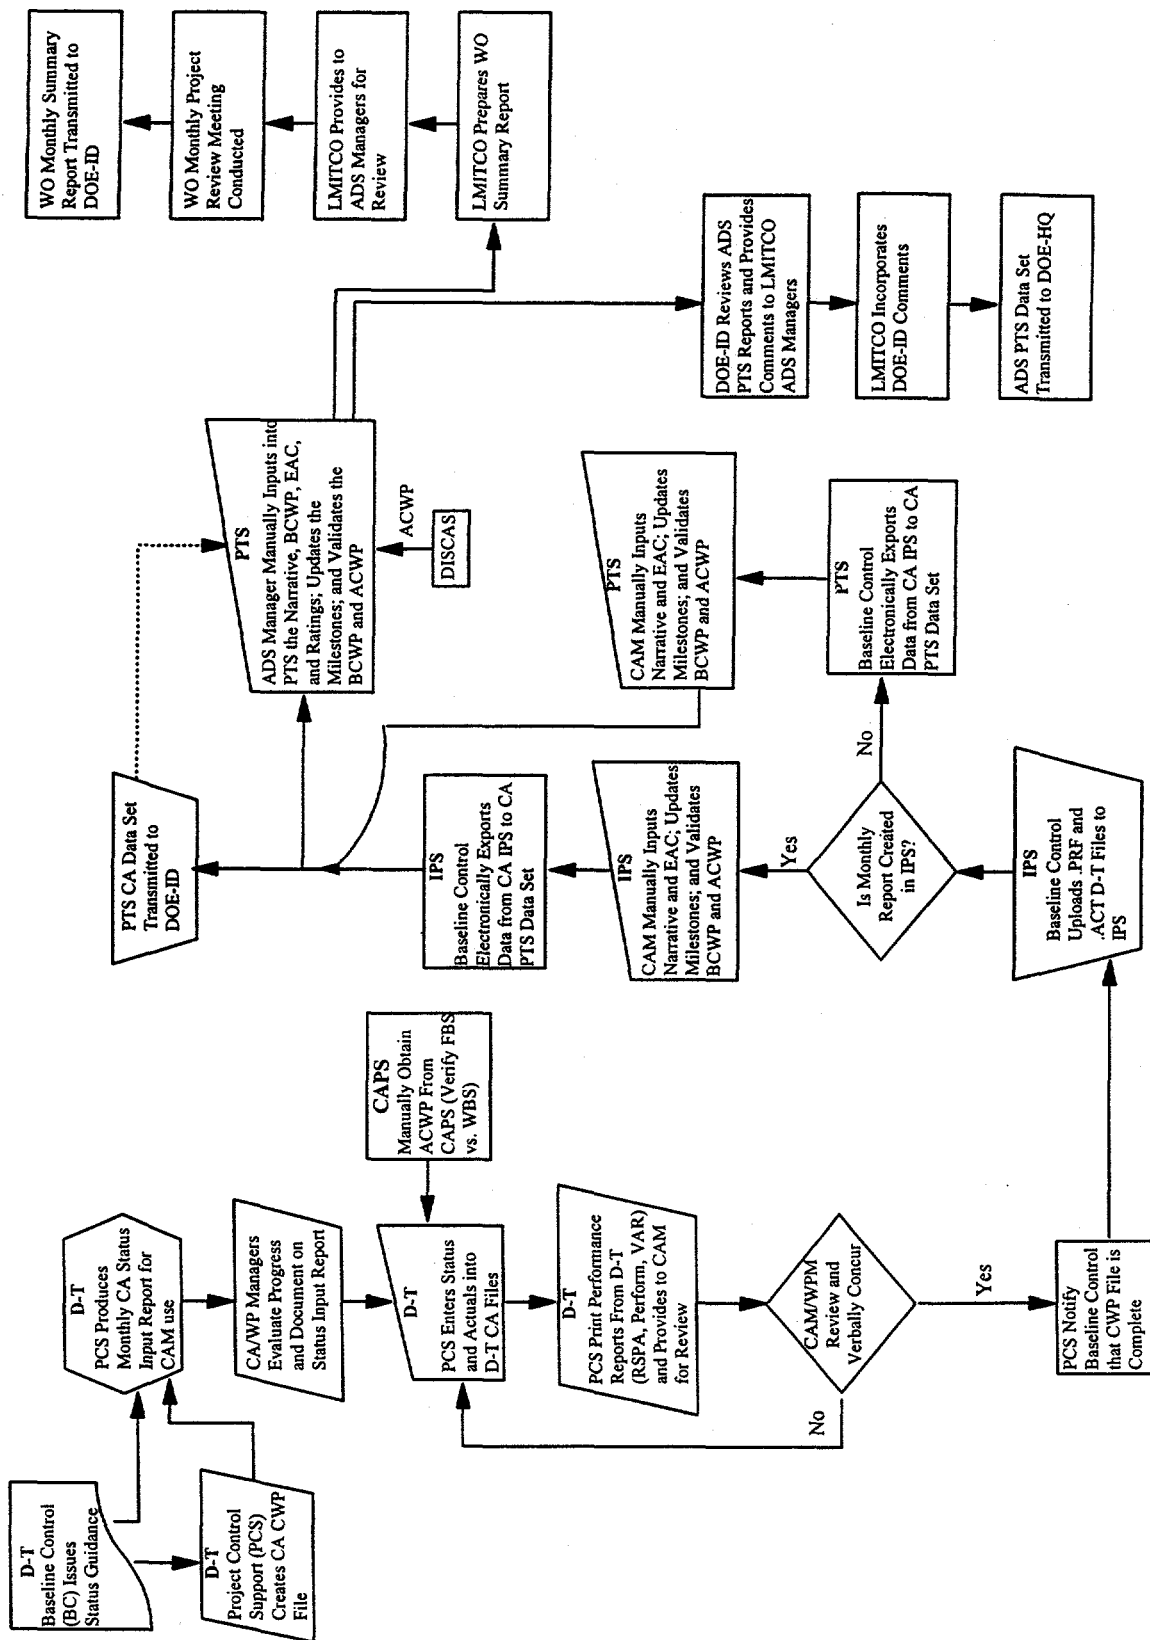 D-T
Baseline Control
(BC) Issues
Status Guidance
D-T
Project Control
Support (PCS)
Creates CA CWP
File
D-T
PCS Produces
Monthly CA Status
Input Report for
CAM use
CA/WP Managers
Evaluate Progress
and Document on
Status Input Report
CAPS
Manually Obtain
ACWP From
CAPS (Verify FBS
vs. WBS)
D-T
PCS Enters Status
and Actuals into
D-T CA Files
D-T
PCS Print Performance
Reports From D-T
(RSPA, Perform, VAR)
and Provides to CAM
for Review
CAM/WPM
Review and
Verbally Concur
No
Yes
PCS Notify
Baseline Control
that CWP File is
Complete
IPS
Baseline Control
Uploads .PRF and
.ACT D-T Files to
IPS
Is Monthly
Report Created
in IPS?
Yes
No
IPS
CAM Manually Inputs
Narrative and EAC; Updates
Milestones; and Validates
BCWP and ACWP
IPS
Baseline Control
Electronically Exports
Data from CA IPS to CA
PTS Data Set
PTS CA Data Set
Transmitted to
DOE-ID
PTS
Baseline Control
Electronically Exports
Data from CA IPS to CA
PTS Data Set
PTS
CAM Manually Inputs
Narrative and EAC; Updates
Milestones; and Validates
BCWP and ACWP
PTS
ADS Manager Manually Inputs into
PTS the Narrative, BCWP, EAC,
and Ratings; Updates the
Milestones; and Validates the
BCWP and ACWP
ACWP
DISCAS
DOE-ID Reviews ADS
PTS Reports and Provides
Comments to LMITCO
ADS Managers
LMITCO Incorporates
DOE-ID Comments
ADS PTS Data Set
Transmitted to DOE-HQ
LMITCO Prepares WO
Summary Report
LMITCO Provides to
ADS Managers for
Review
WO Monthly Project
Review Meeting
Conducted
WO Monthly Summary
Report Transmitted to
DOE-ID